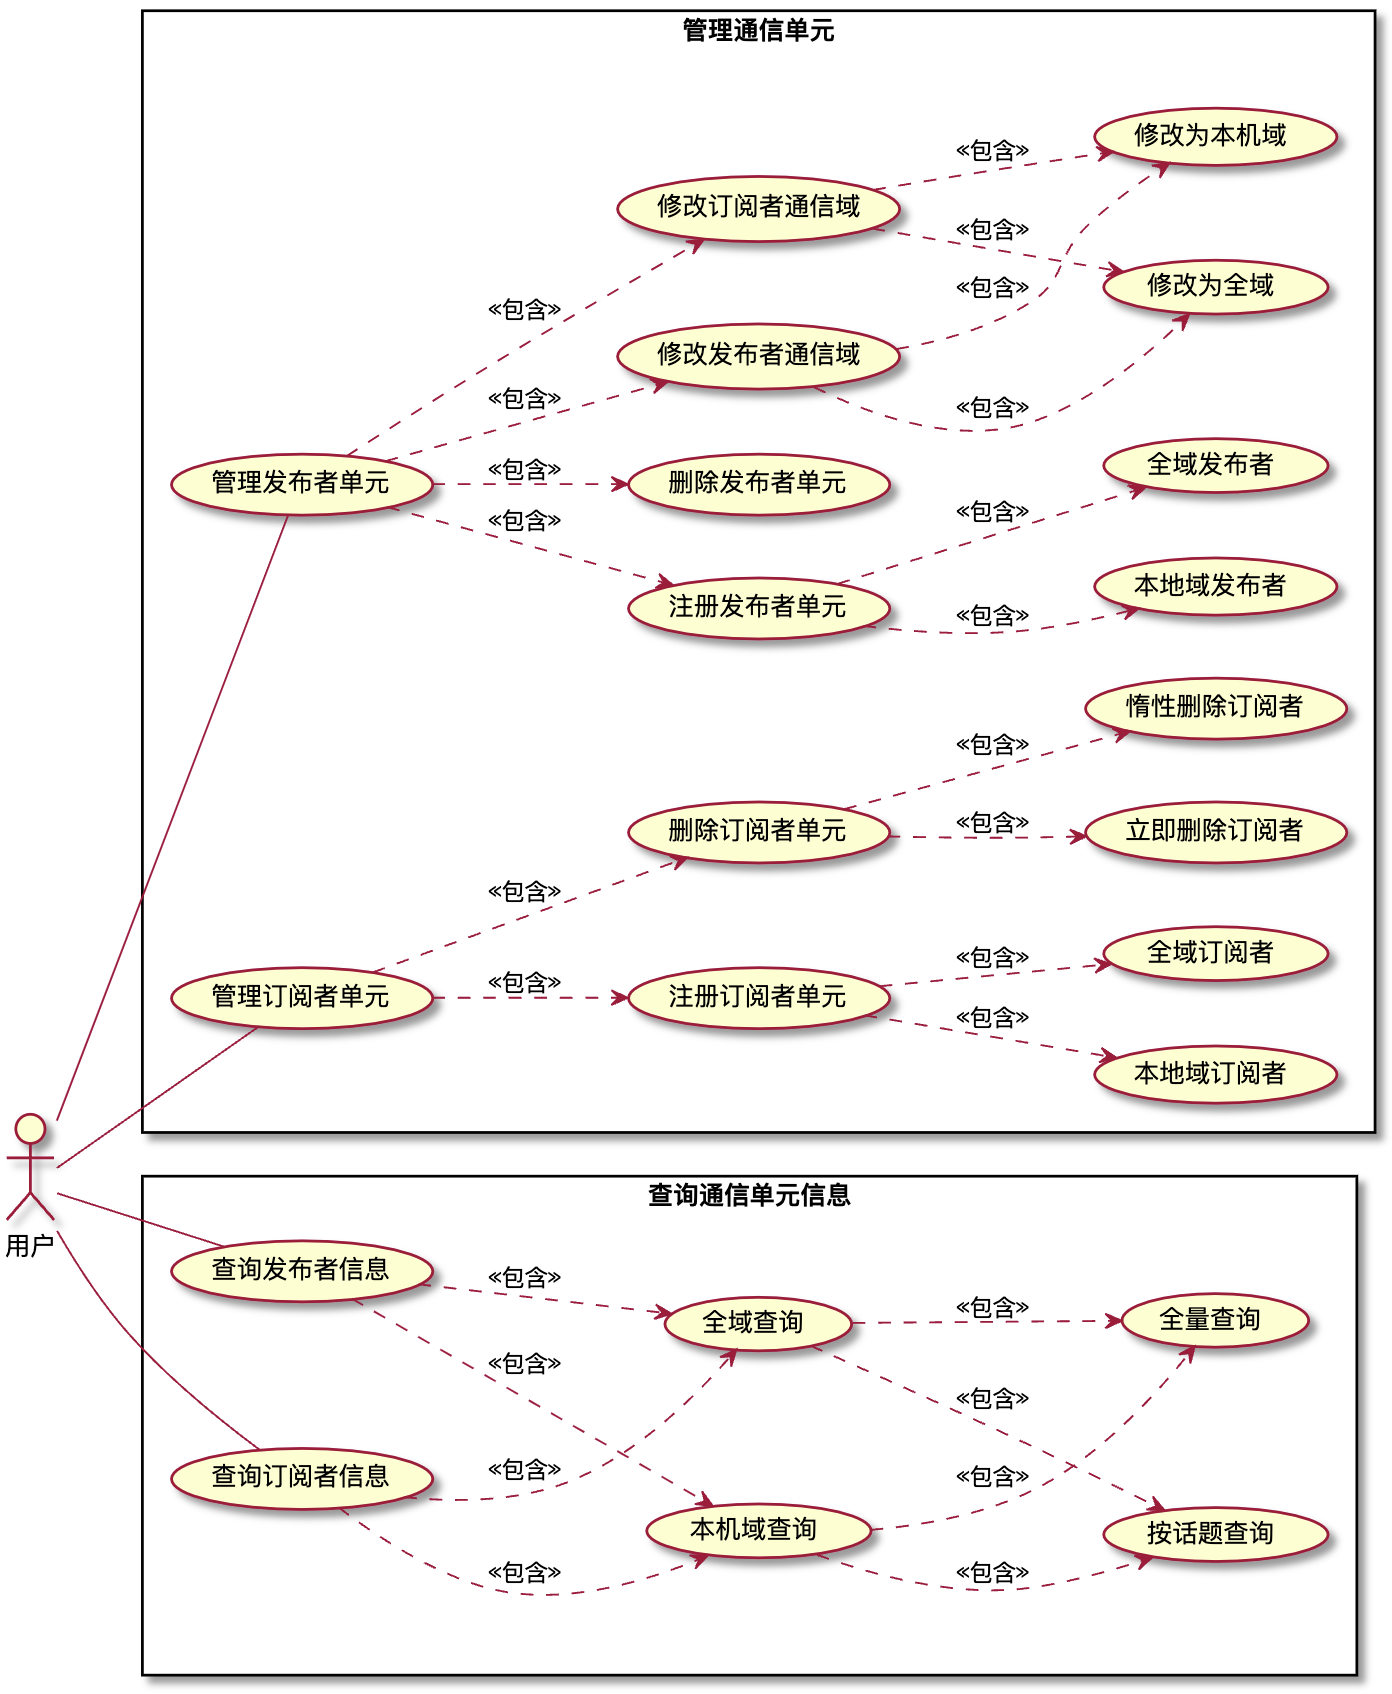 管理通信单元
修改为本机域
«包含»
修改订阅者通信域
«包含»
修改为全域
«包含»
«包含»
修改发布者通信域
«包含»
«包含»
全域发布者
«包含»
管理发布者单元
删除发布者单元
«包含»
«包含»
本地域发布者
注册发布者单元
«包含»
惰性删除订阅者
«包含»
«包含»
删除订阅者单元
立即删除订阅者
«包含»
全域订阅者
«包含»
«包含»
管理订阅者单元
注册订阅者单元
«包含»
本地域订阅者
查询通信单元信息
用户
查询发布者信息
«包含»
«包含»
全域查询
全量查询
«包含»
«包含»
«包含»
«包含»
查询订阅者信息
本机域查询
按话题查询
«包含»
«包含»